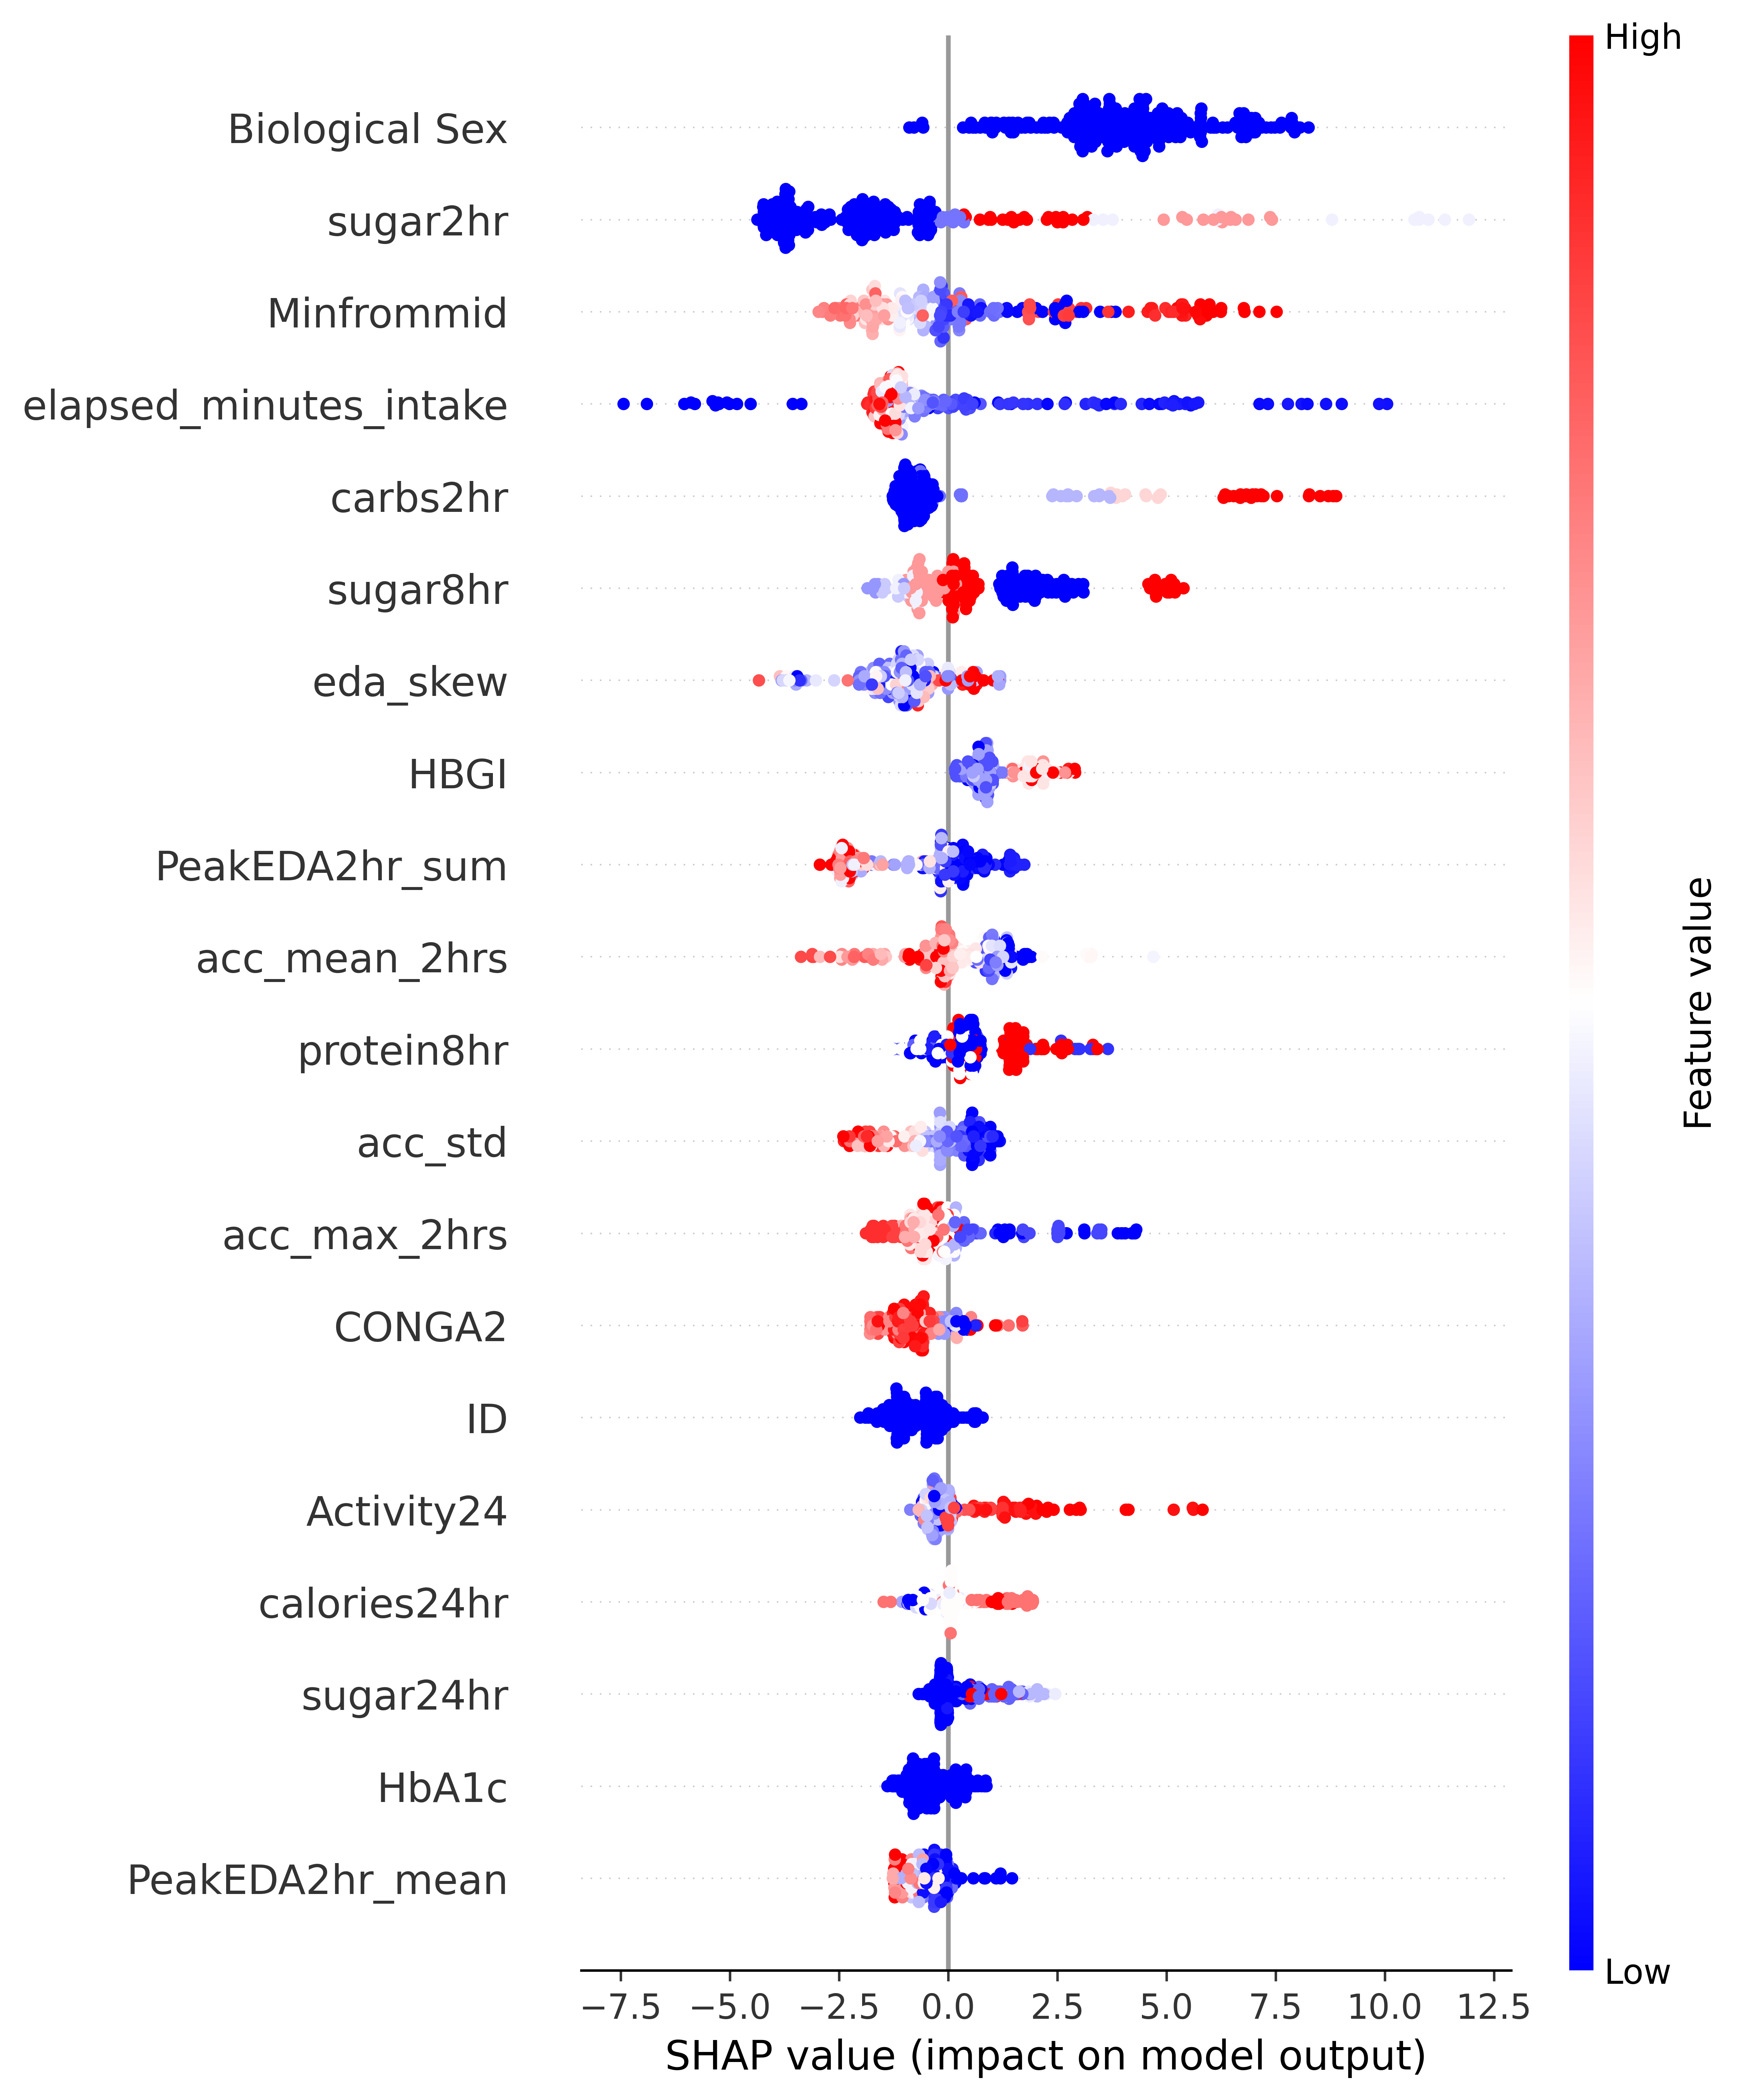 High
Biological Sex
sugar2hr
Minfrommid
elapsed_minutes_intake
carbs2hr
sugar8hr
eda_skew
HBGI
PeakEDA2hr_sum
acc_mean_2hrs
protein8hr
acc_std
acc_max_2hrs
CONGA2
ID
Activity24
calories24hr
sugar24hr
HbA1c
PeakEDA2hr_mean
Feature value
Low
−7.5 −5.0 −2.5 0.0 2.5 5.0 7.5 10.0 12.5
SHAP value (impact on model output)